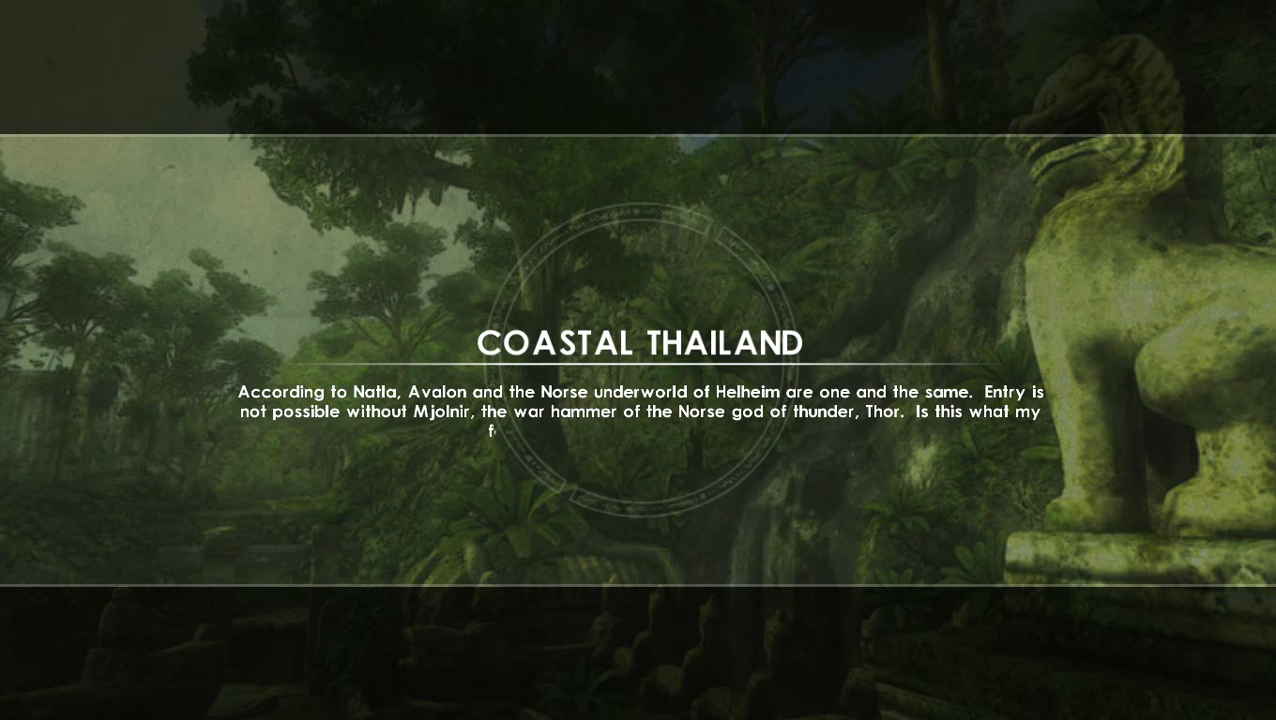 COASTAL THAILAND
According to Natla, Avalon and the Norse underworld of Helheim are one and the same. Entry is
not possible without Mjolnir, the war hammer of the Norse god of thunder, Thor. Is this what my